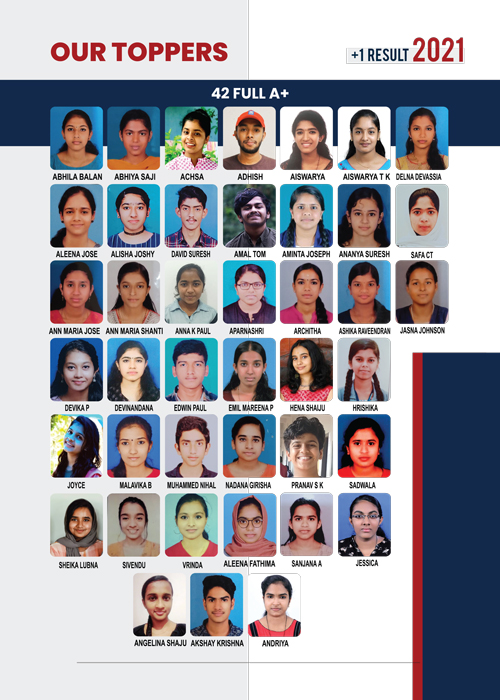 OUR TOPPERS
+1 RESULT 2021
42 FULL A+
ABHILA BALAN ABHIYA SAJI ACHSA ADHISH AISWARYA AISWARYA T K DELNA DEVASSIA
ALEENA JOSE ALISHA JOSHY DAVID SURESH AMAL TOM AMINTA JOSEPH ANANYA SURESH SAFA CT
ANN MARIA JOSE ANN MARIA SHANTI ANNA K PAUL APARNASHRI ARCHITHA ASHIKA RAVEENDRAN JASNA JOHNSON
DEVIKA P DEVINANDANA EDWIN PAUL EMIL MAREENA P HENA SHAIJU HRISHIKA
JOYCE MALAVIKA B MUHAMMED NIHAL NADANA GIRISHA PRANAV S K SADWALA
SHEIKA LUBNA SIVENDU VRINDA ALEENA FATHIMA SANJANA A JESSICA
ANGELINA SHAJU AKSHAY KRISHNA ANDRIYA